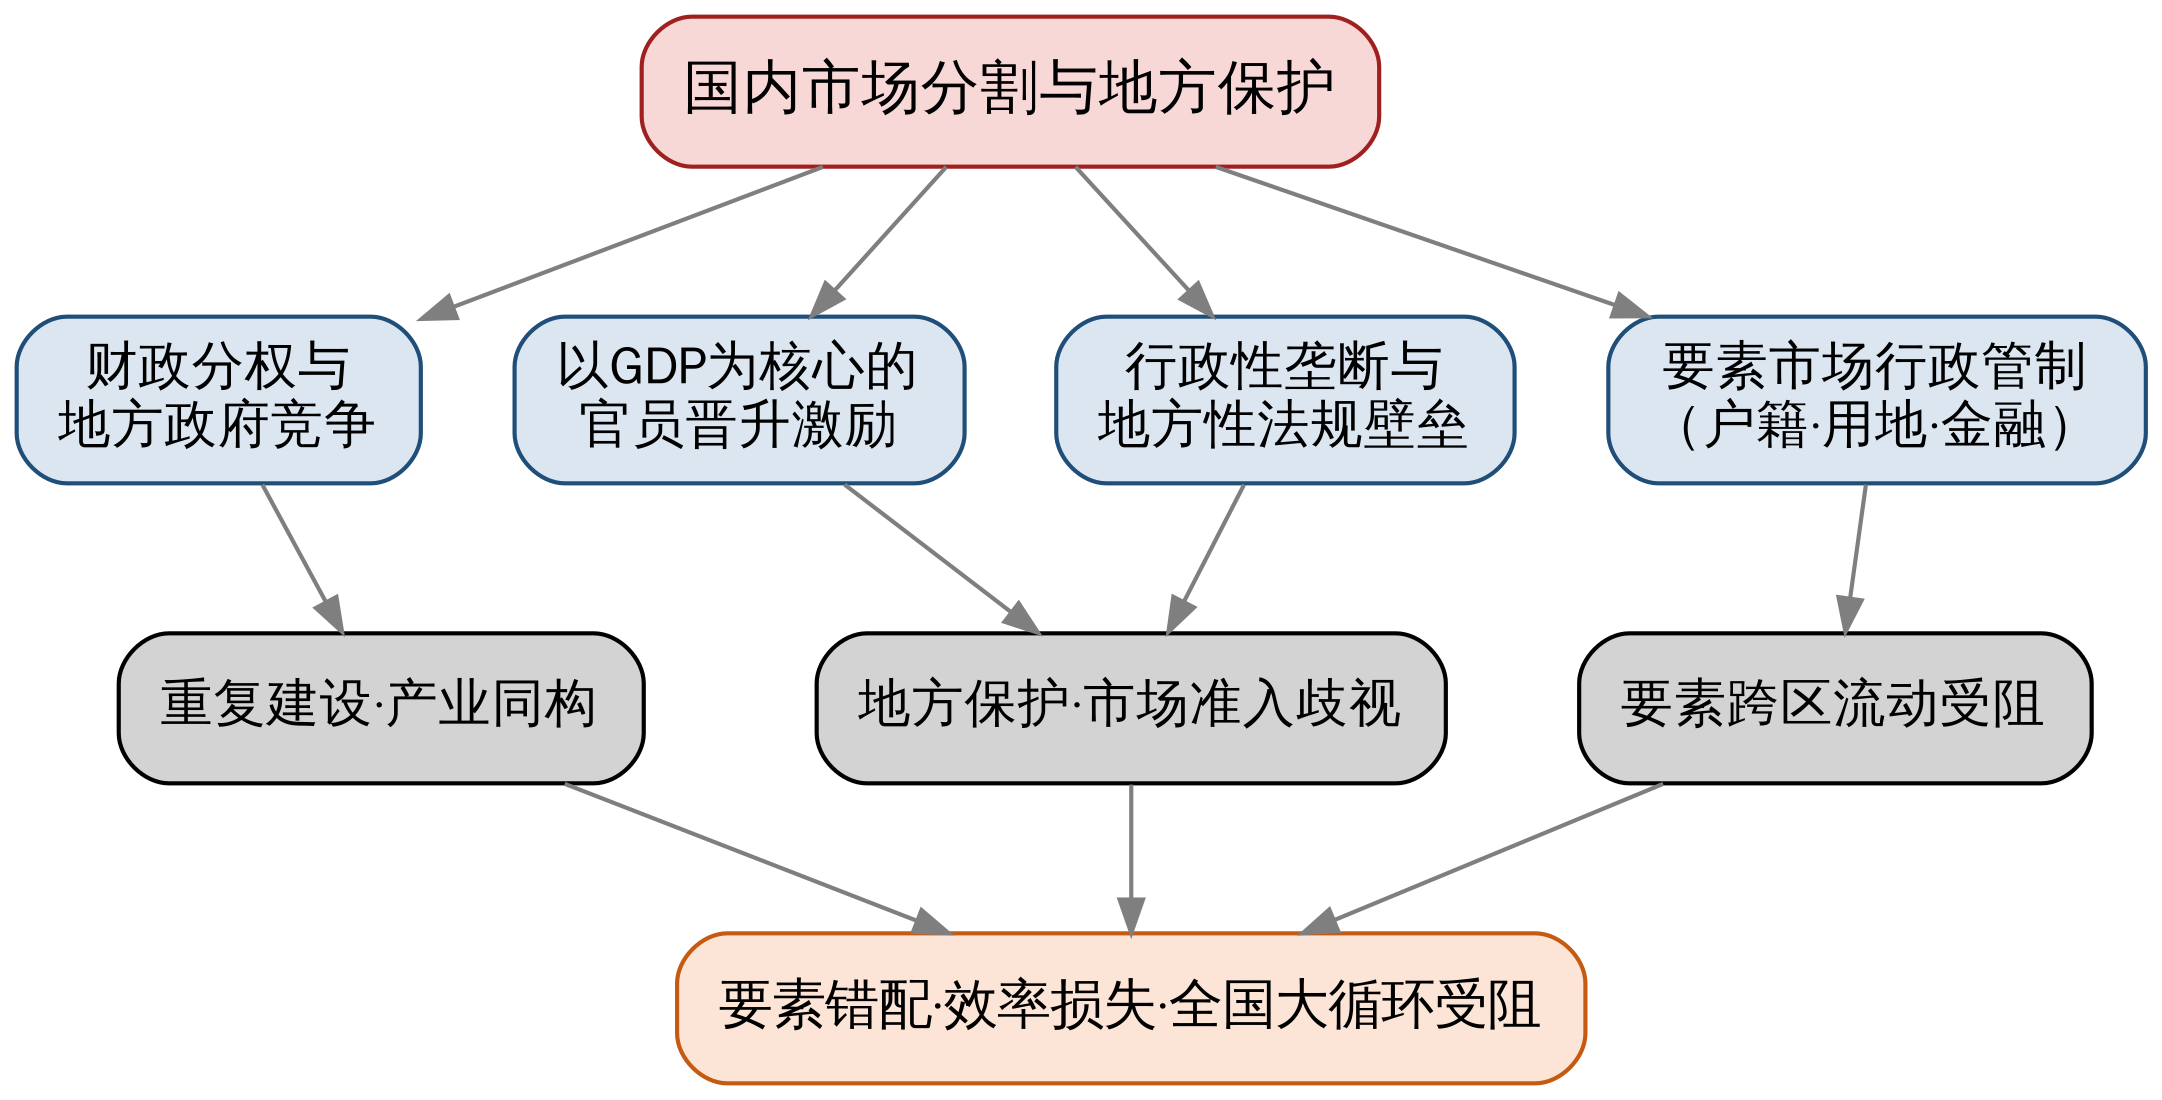 国内市场分割与地方保护
财政分权与
地方政府竞争
以GDP为核心的
官员晋升激励
行政性垄断与
地方性法规壁垒
要素市场行政管制
（户籍·用地·金融）
重复建设·产业同构
地方保护·市场准入歧视
要素跨区流动受阻
要素错配·效率损失·全国大循环受阻